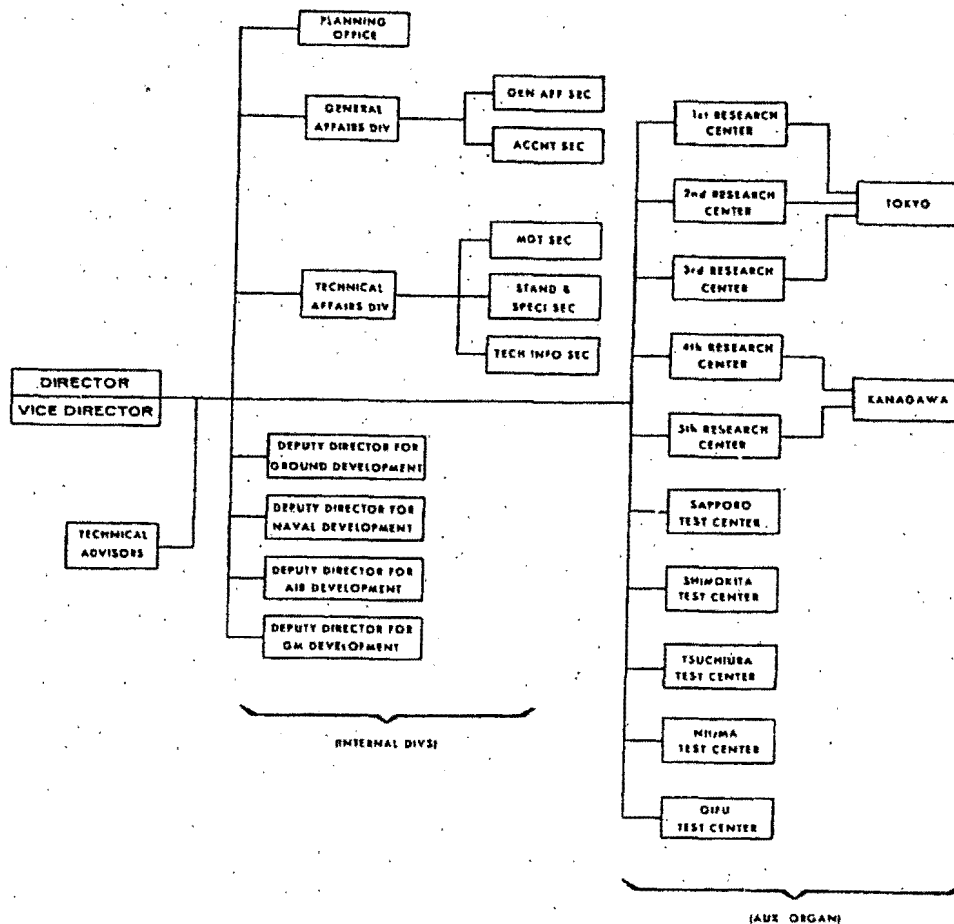 PLANNING
OFFICE
GENERAL
AFFAIRS DIV
GEN AFF SEC
ACCNT SEC
TECHNICAL
AFFAIRS DIV
MGT SEC
STAND &
SPECI SEC
TECH INFO SEC
DIRECTOR
VICE DIRECTOR
TECHNICAL
ADVISORS
DEPUTY DIRECTOR FOR
GROUND DEVELOPMENT
DEPUTY DIRECTOR FOR
NAVAL DEVELOPMENT
DEPUTY DIRECTOR FOR
AIR DEVELOPMENT
DEPUTY DIRECTOR FOR
GM DEVELOPMENT
(INTERNAL DIVS)
1st RESEARCH
CENTER
2nd RESEARCH
CENTER
3rd RESEARCH
CENTER
TOKYO
4th RESEARCH
CENTER
5th RESEARCH
CENTER
KANAGAWA
SAPPORO
TEST CENTER
SHIMOKITA
TEST CENTER
TSUCHIURA
TEST CENTER
NIIJIMA
TEST CENTER
GIFU
TEST CENTER
(AUX ORGAN)